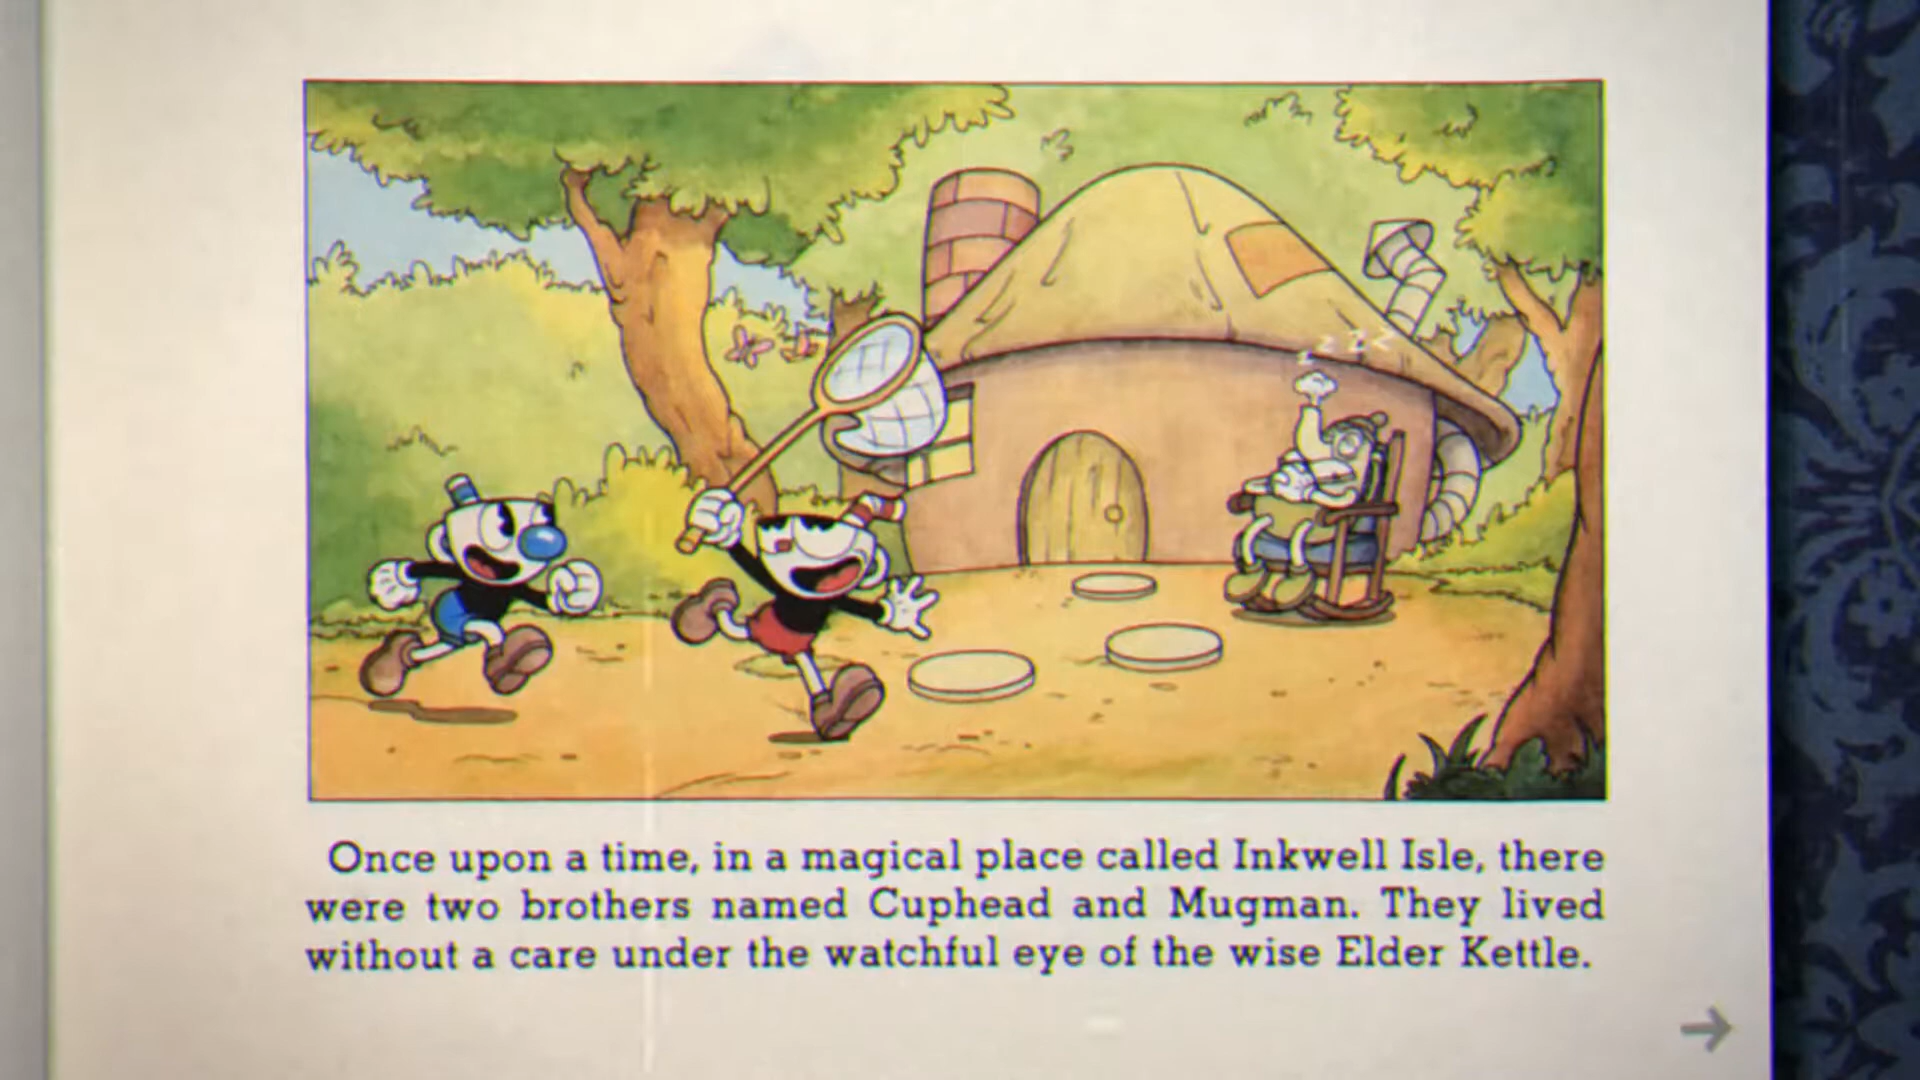 z z z z
Once upon a time, in a magical place called Inkwell Isle, there
were two brothers named Cuphead and Mugman. They lived
without a care under the watchful eye of the wise Elder Kettle.